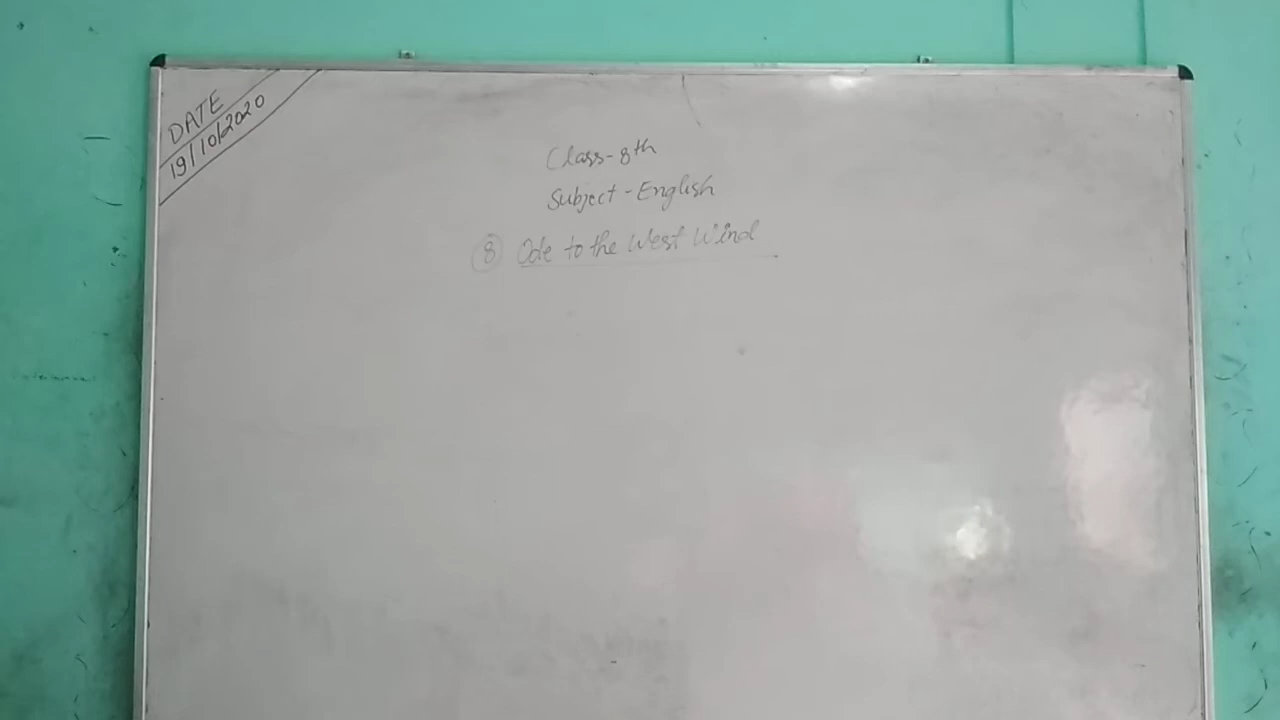 DATE
19/10/2020
Class-8th
Subject-English
8 Ode to the West Wind